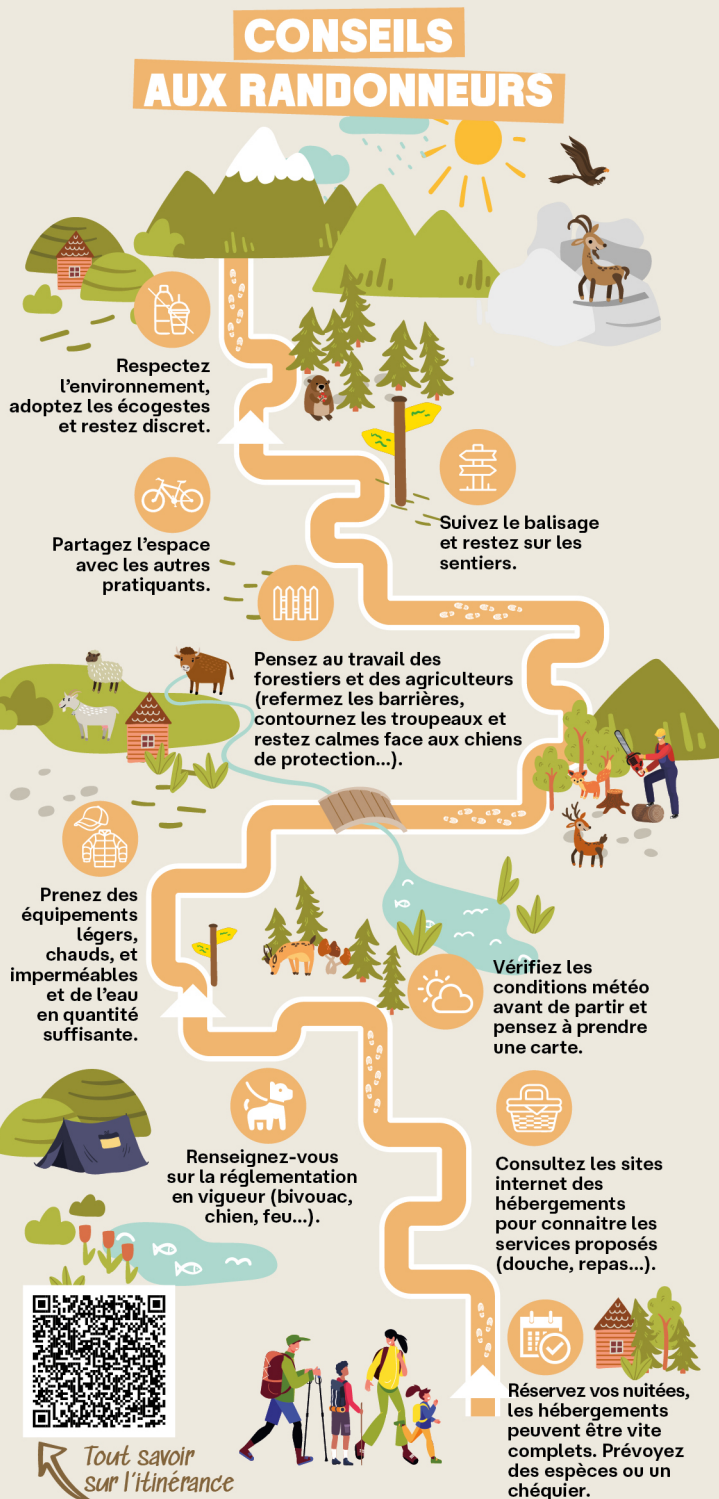 CONSEILS
AUX RANDONNEURS
Respectez
l'environnement,
adoptez les écogestes
et restez discret.
Suivez le balisage
et restez sur les
sentiers.
Partagez l'espace
avec les autres
pratiquants.
Pensez au travail des
forestiers et des agriculteurs
(refermez les barrières,
contournez les troupeaux et
restez calmes face aux chiens
de protection...).
Prenez des
équipements
légers,
chauds, et
imperméables
et de l'eau
en quantité
suffisante.
Vérifiez les
conditions météo
avant de partir et
pensez à prendre
une carte.
Renseignez-vous
sur la réglementation
en vigueur (bivouac,
chien, feu...).
Consultez les sites
internet des
hébergements
pour connaitre les
services proposés
(douche, repas...).
Réservez vos nuitées,
les hébergements
peuvent être vite
complets. Prévoyez
des espèces ou un
chéquier.
Tout savoir
sur l'itinérance